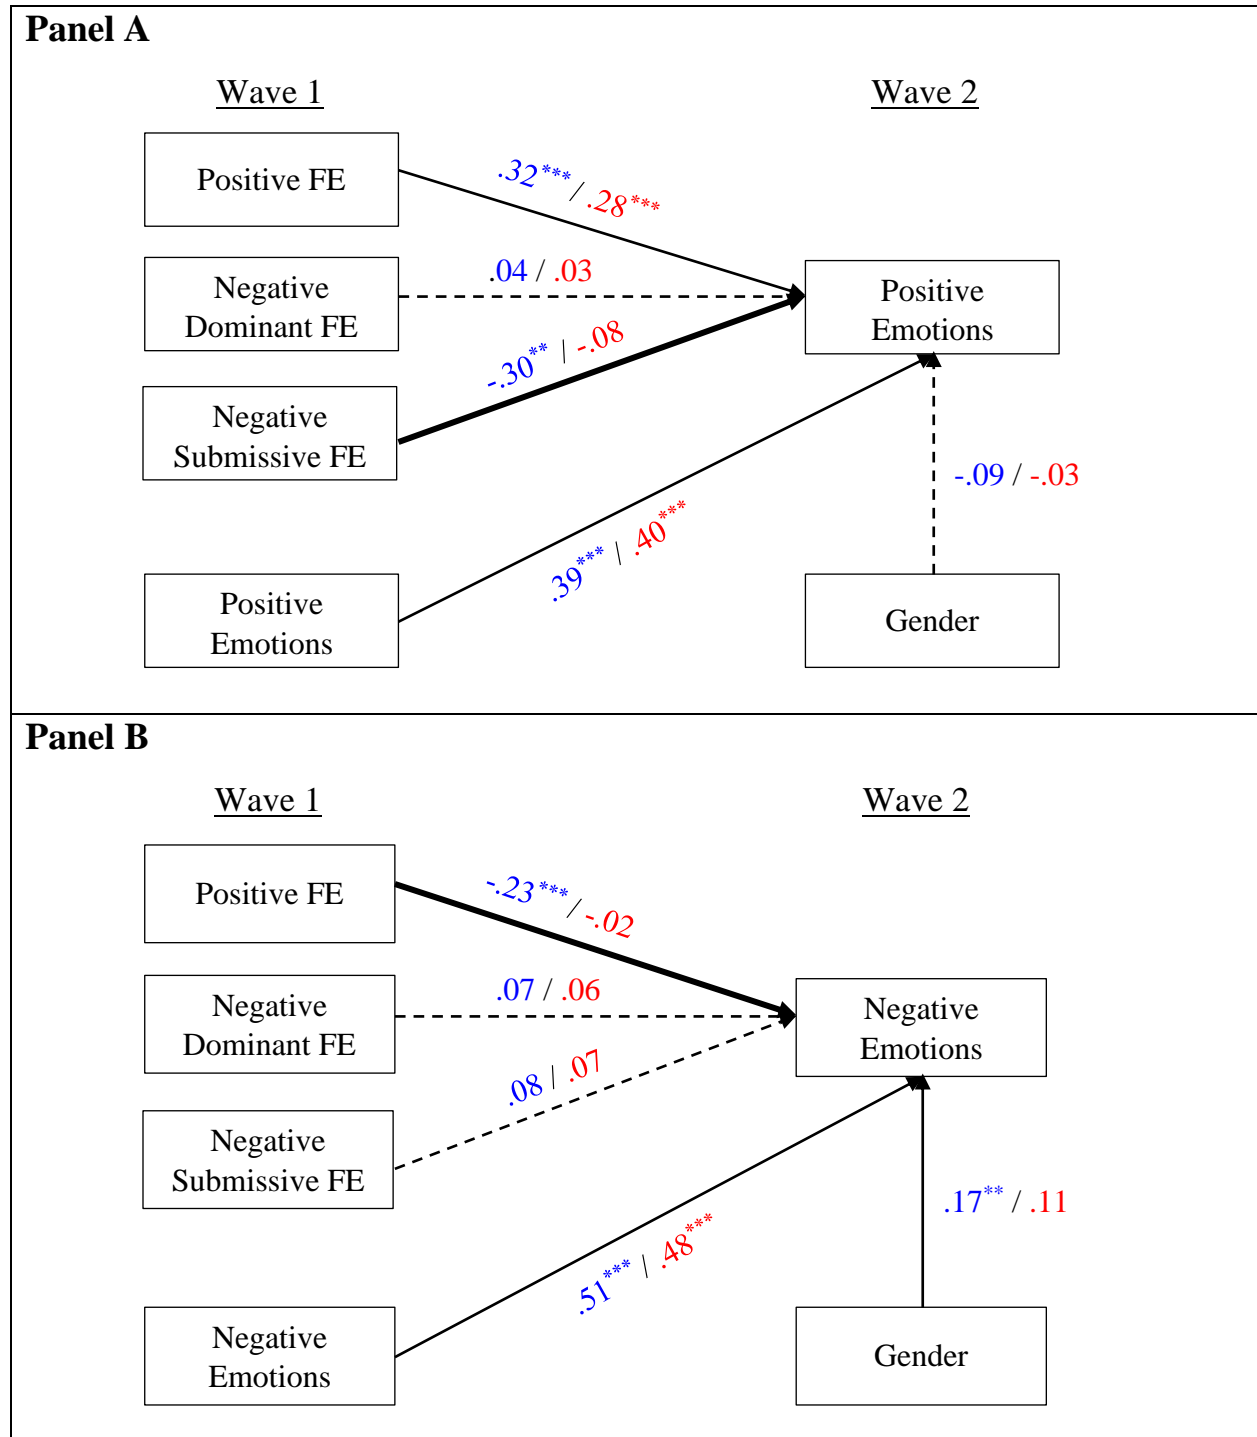 Panel A
Wave 1
Wave 2
Positive FE
.32*** / .28***
Negative
Dominant FE
.04 / .03
Positive
Emotions
Negative
Submissive FE
-.30** / -.08
-.09 / -.03
.39*** / .40***
Positive
Emotions
Gender
Panel B
Wave 1
Wave 2
Positive FE
-.23*** / -.02
Negative
Dominant FE
.07 / .06
Negative
Emotions
Negative
Submissive FE
.08 / .07
.17** / .11
.51*** / .48***
Negative
Emotions
Gender